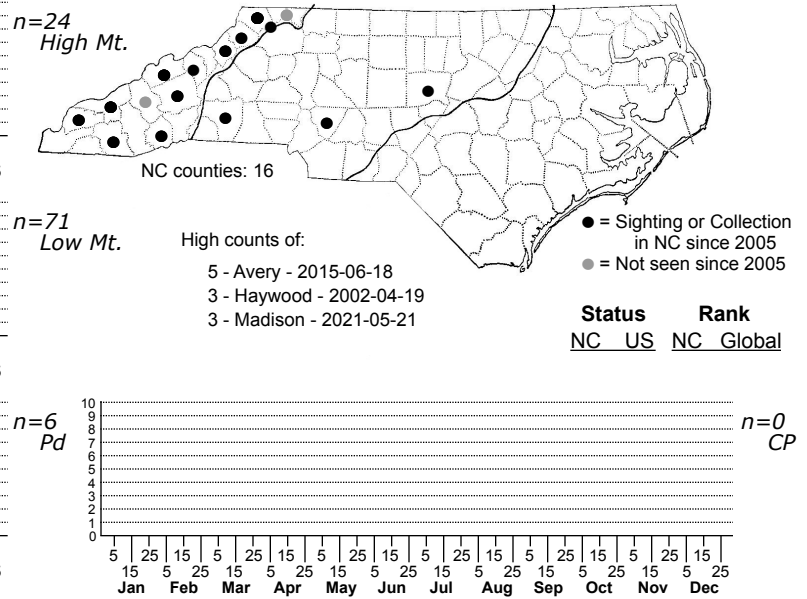 n=24
High Mt.
NC counties: 16
n=71
Low Mt.
High counts of:
5 - Avery - 2015-06-18
3 - Haywood - 2002-04-19
3 - Madison - 2021-05-21
= Sighting or Collection
in NC since 2005
= Not seen since 2005
Status Rank
NC US NC Global
n=6
Pd
10
9
8
7
6
5
4
3
2
1
0
n=0
CP
5 25 15 5 25 15 5 25 15 5 25 15 5 25 15 5 25 15
15 5 25 15 5 25 15 5 25 15 5 25 15 5 25 15 5 25
Jan Feb Mar Apr May Jun Jul Aug Sep Oct Nov Dec